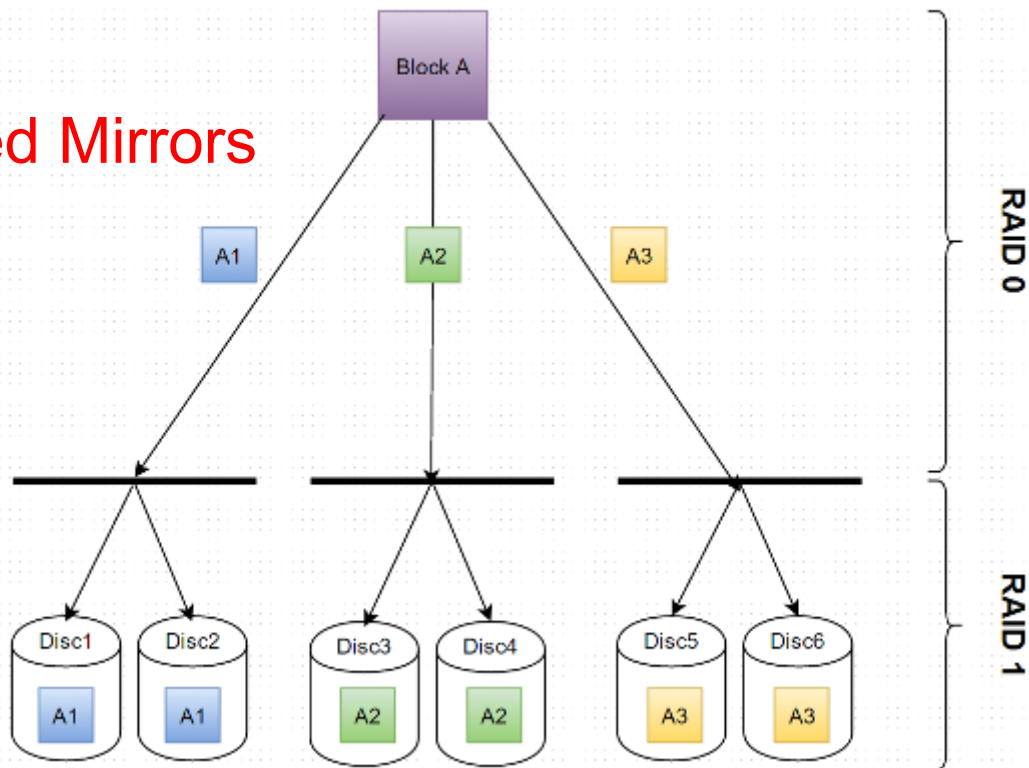 Block A
ed Mirrors
A1
A2
A3
RAID 0
RAID 1
Disc1
Disc2
Disc3
Disc4
Disc5
Disc6
A1
A1
A2
A2
A3
A3